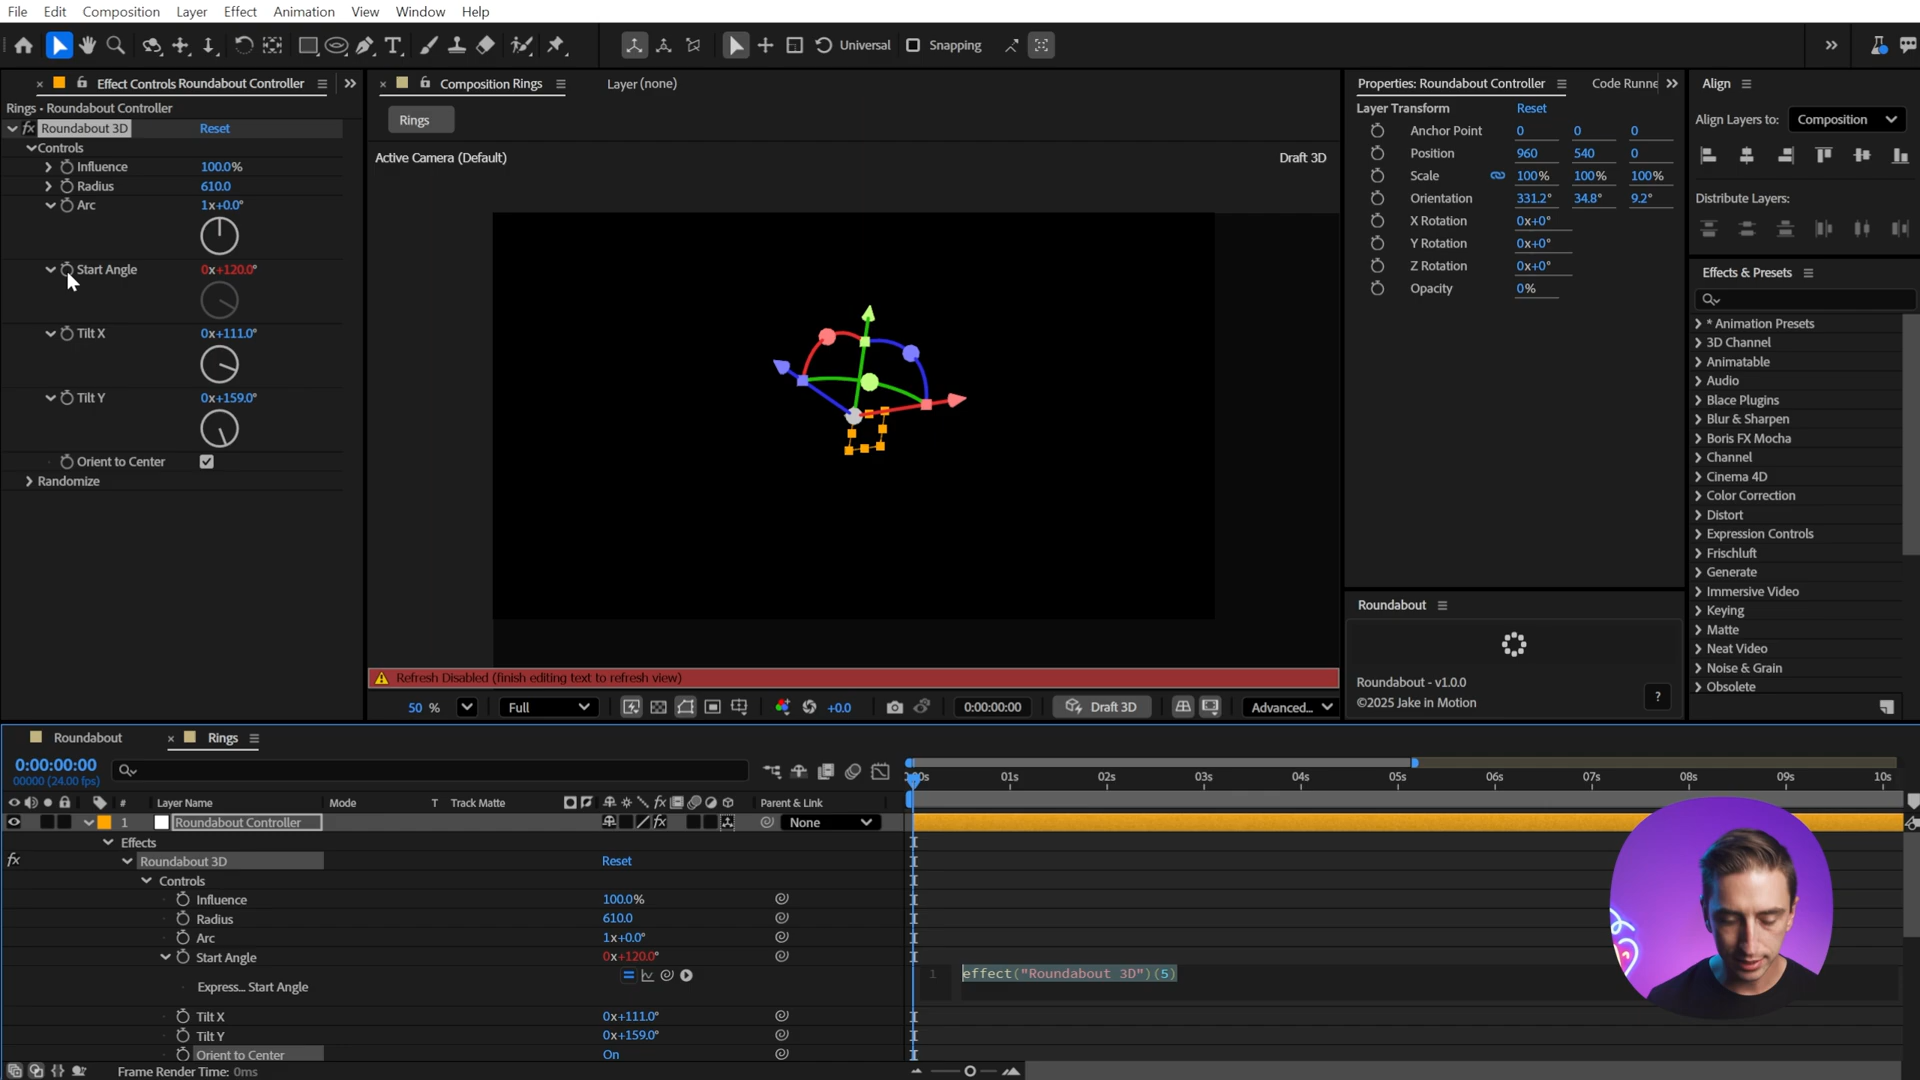 File Edit Composition Layer Effect Animation View Window Help
Universal Snapping
Effect Controls Roundabout Controller
Rings • Roundabout Controller
fx Roundabout 3D Reset
Controls
Influence 100.0%
Radius 610.0
Arc 1x+0.0°
Start Angle 0x+120.0°
Tilt X 0x+111.0°
Tilt Y 0x+159.0°
Orient to Center
Randomize
Composition Rings Layer (none)
Rings
Active Camera (Default) Draft 3D
Refresh Disabled (finish editing text to refresh view)
50 % Full +0.0 0:00:00:00 Draft 3D Advanced...
Properties: Roundabout Controller Code Runne
Layer Transform Reset
Anchor Point 0 0 0
Position 960 540 0
Scale 100% 100% 100%
Orientation 331.2° 34.8° 9.2°
X Rotation 0x+0°
Y Rotation 0x+0°
Z Rotation 0x+0°
Opacity 0%
Roundabout
Roundabout - v1.0.0
©2025 Jake in Motion
?
Align
Align Layers to: Composition
Distribute Layers:
Effects & Presets
* Animation Presets
3D Channel
Animatable
Audio
Blace Plugins
Blur & Sharpen
Boris FX Mocha
Channel
Cinema 4D
Color Correction
Distort
Expression Controls
Frischluft
Generate
Immersive Video
Keying
Matte
Neat Video
Noise & Grain
Obsolete
Roundabout Rings
0:00:00:00
00000 (24.00 fps)
01s 02s 03s 04s 05s 06s 07s 08s 09s 10s
# Layer Name Mode T Track Matte fx Parent & Link
1 Roundabout Controller fx None
Effects
fx Roundabout 3D Reset
Controls
Influence 100.0%
Radius 610.0
Arc 1x+0.0°
Start Angle 0x+120.0°
Express... Start Angle
1 effect("Roundabout 3D")(5)
Tilt X 0x+111.0°
Tilt Y 0x+159.0°
Orient to Center On
Frame Render Time: 0ms